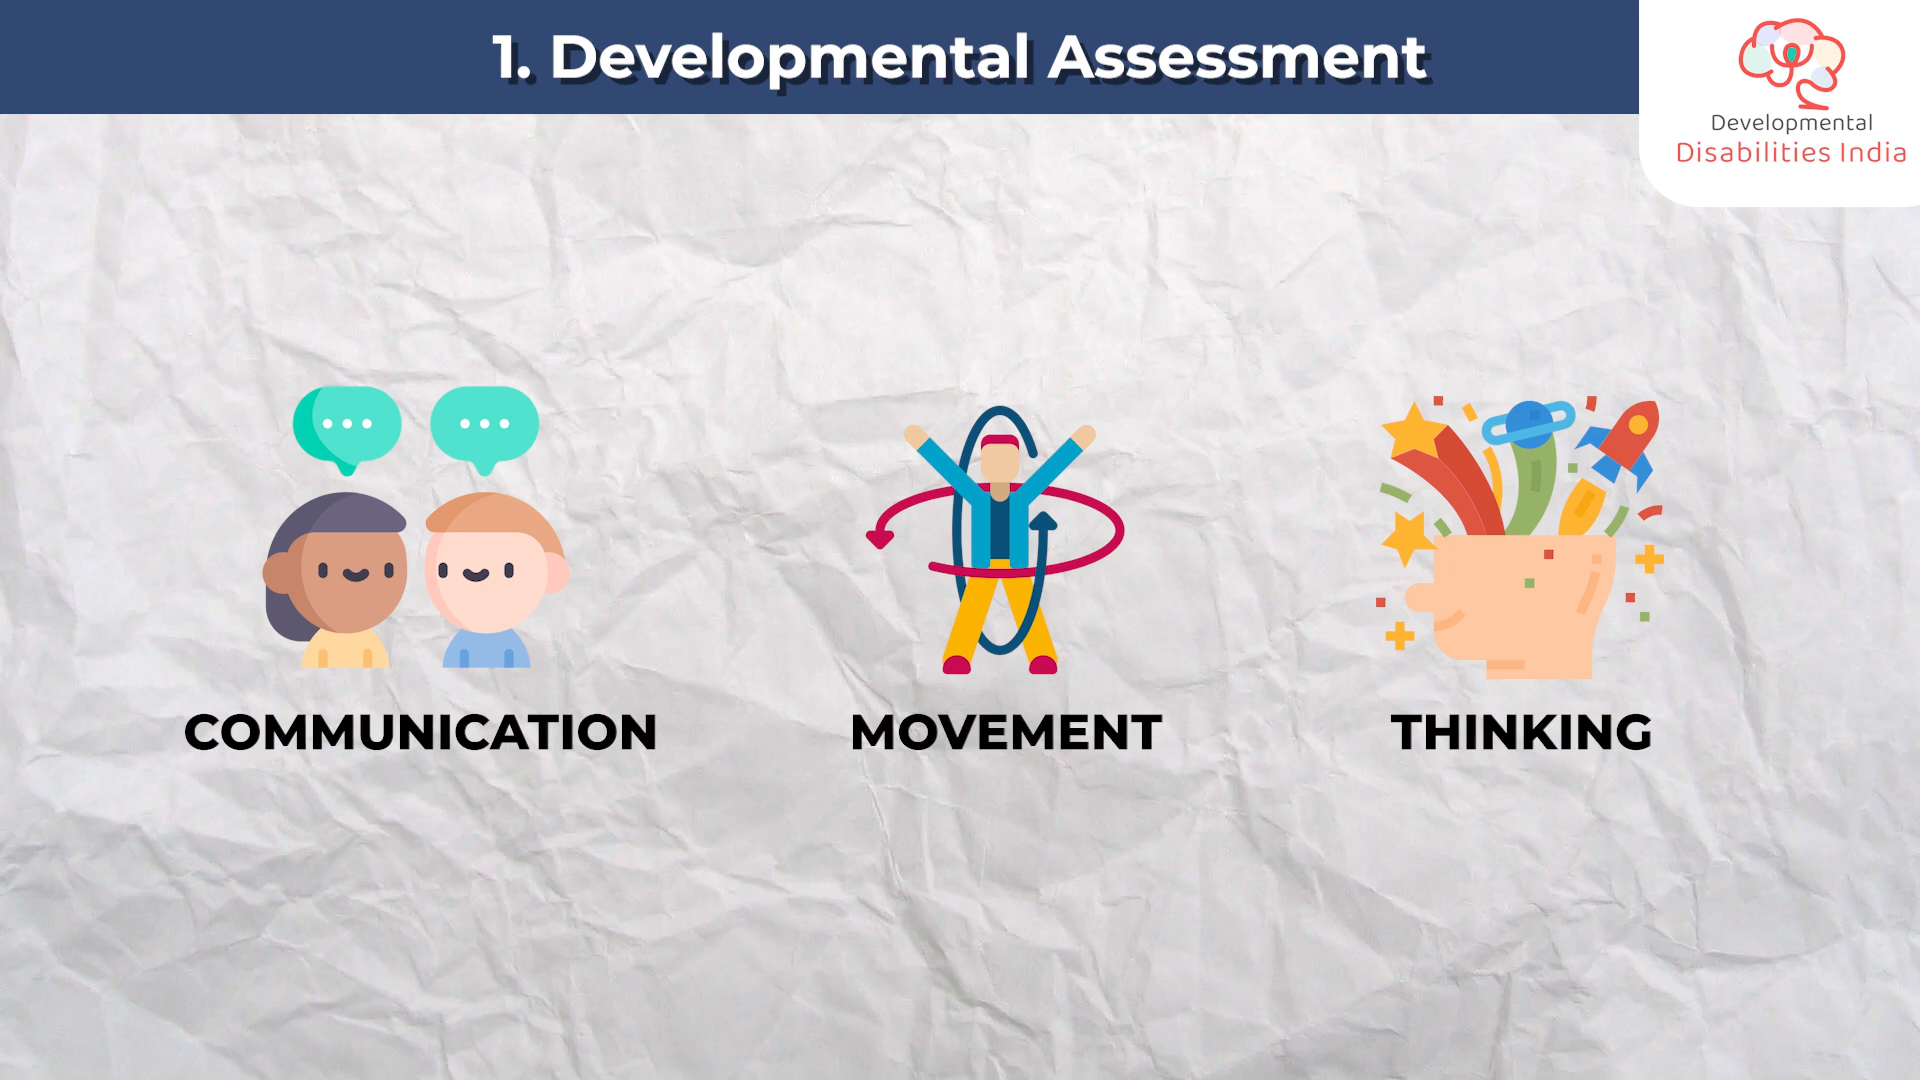 1. Developmental Assessment
Developmental
Disabilities India
COMMUNICATION
MOVEMENT
THINKING